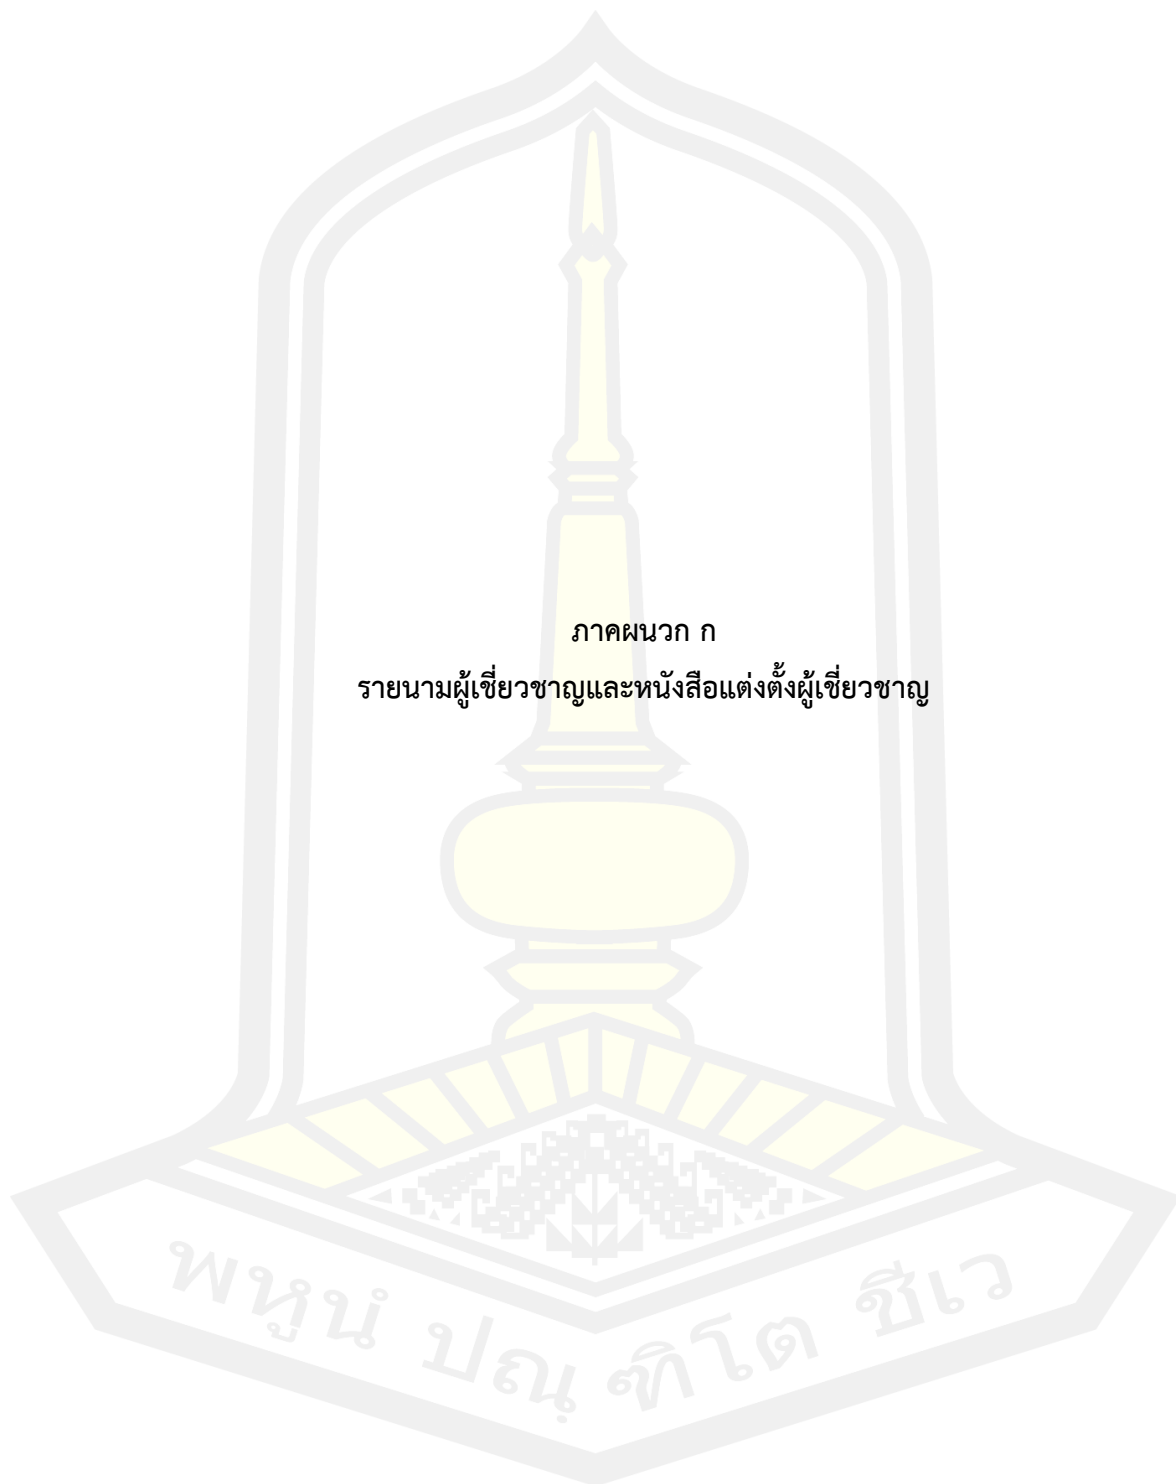 ภาคผนวก ก
รายนามผู้เชี่ยวชาญและหนังสือแต่งตั้งผู้เชี่ยวชาญ
พหูนํ ปณฺฑิโต ชีเว